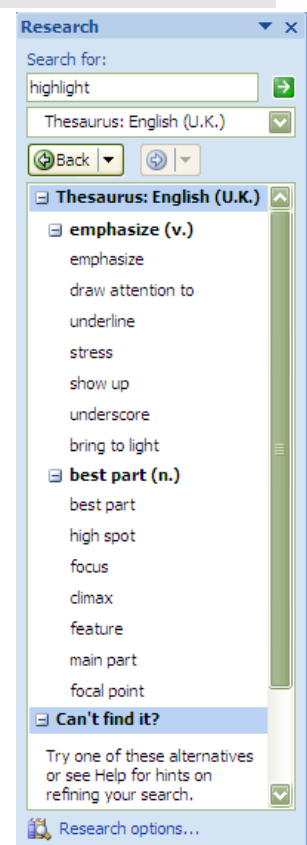 Research
Search for:
highlight
Thesaurus: English (U.K.)
Back
Thesaurus: English (U.K.)
emphasize (v.)
emphasize
draw attention to
underline
stress
show up
underscore
bring to light
best part (n.)
best part
high spot
focus
climax
feature
main part
focal point
Can't find it?
Try one of these alternatives
or see Help for hints on
refining your search.
Research options...